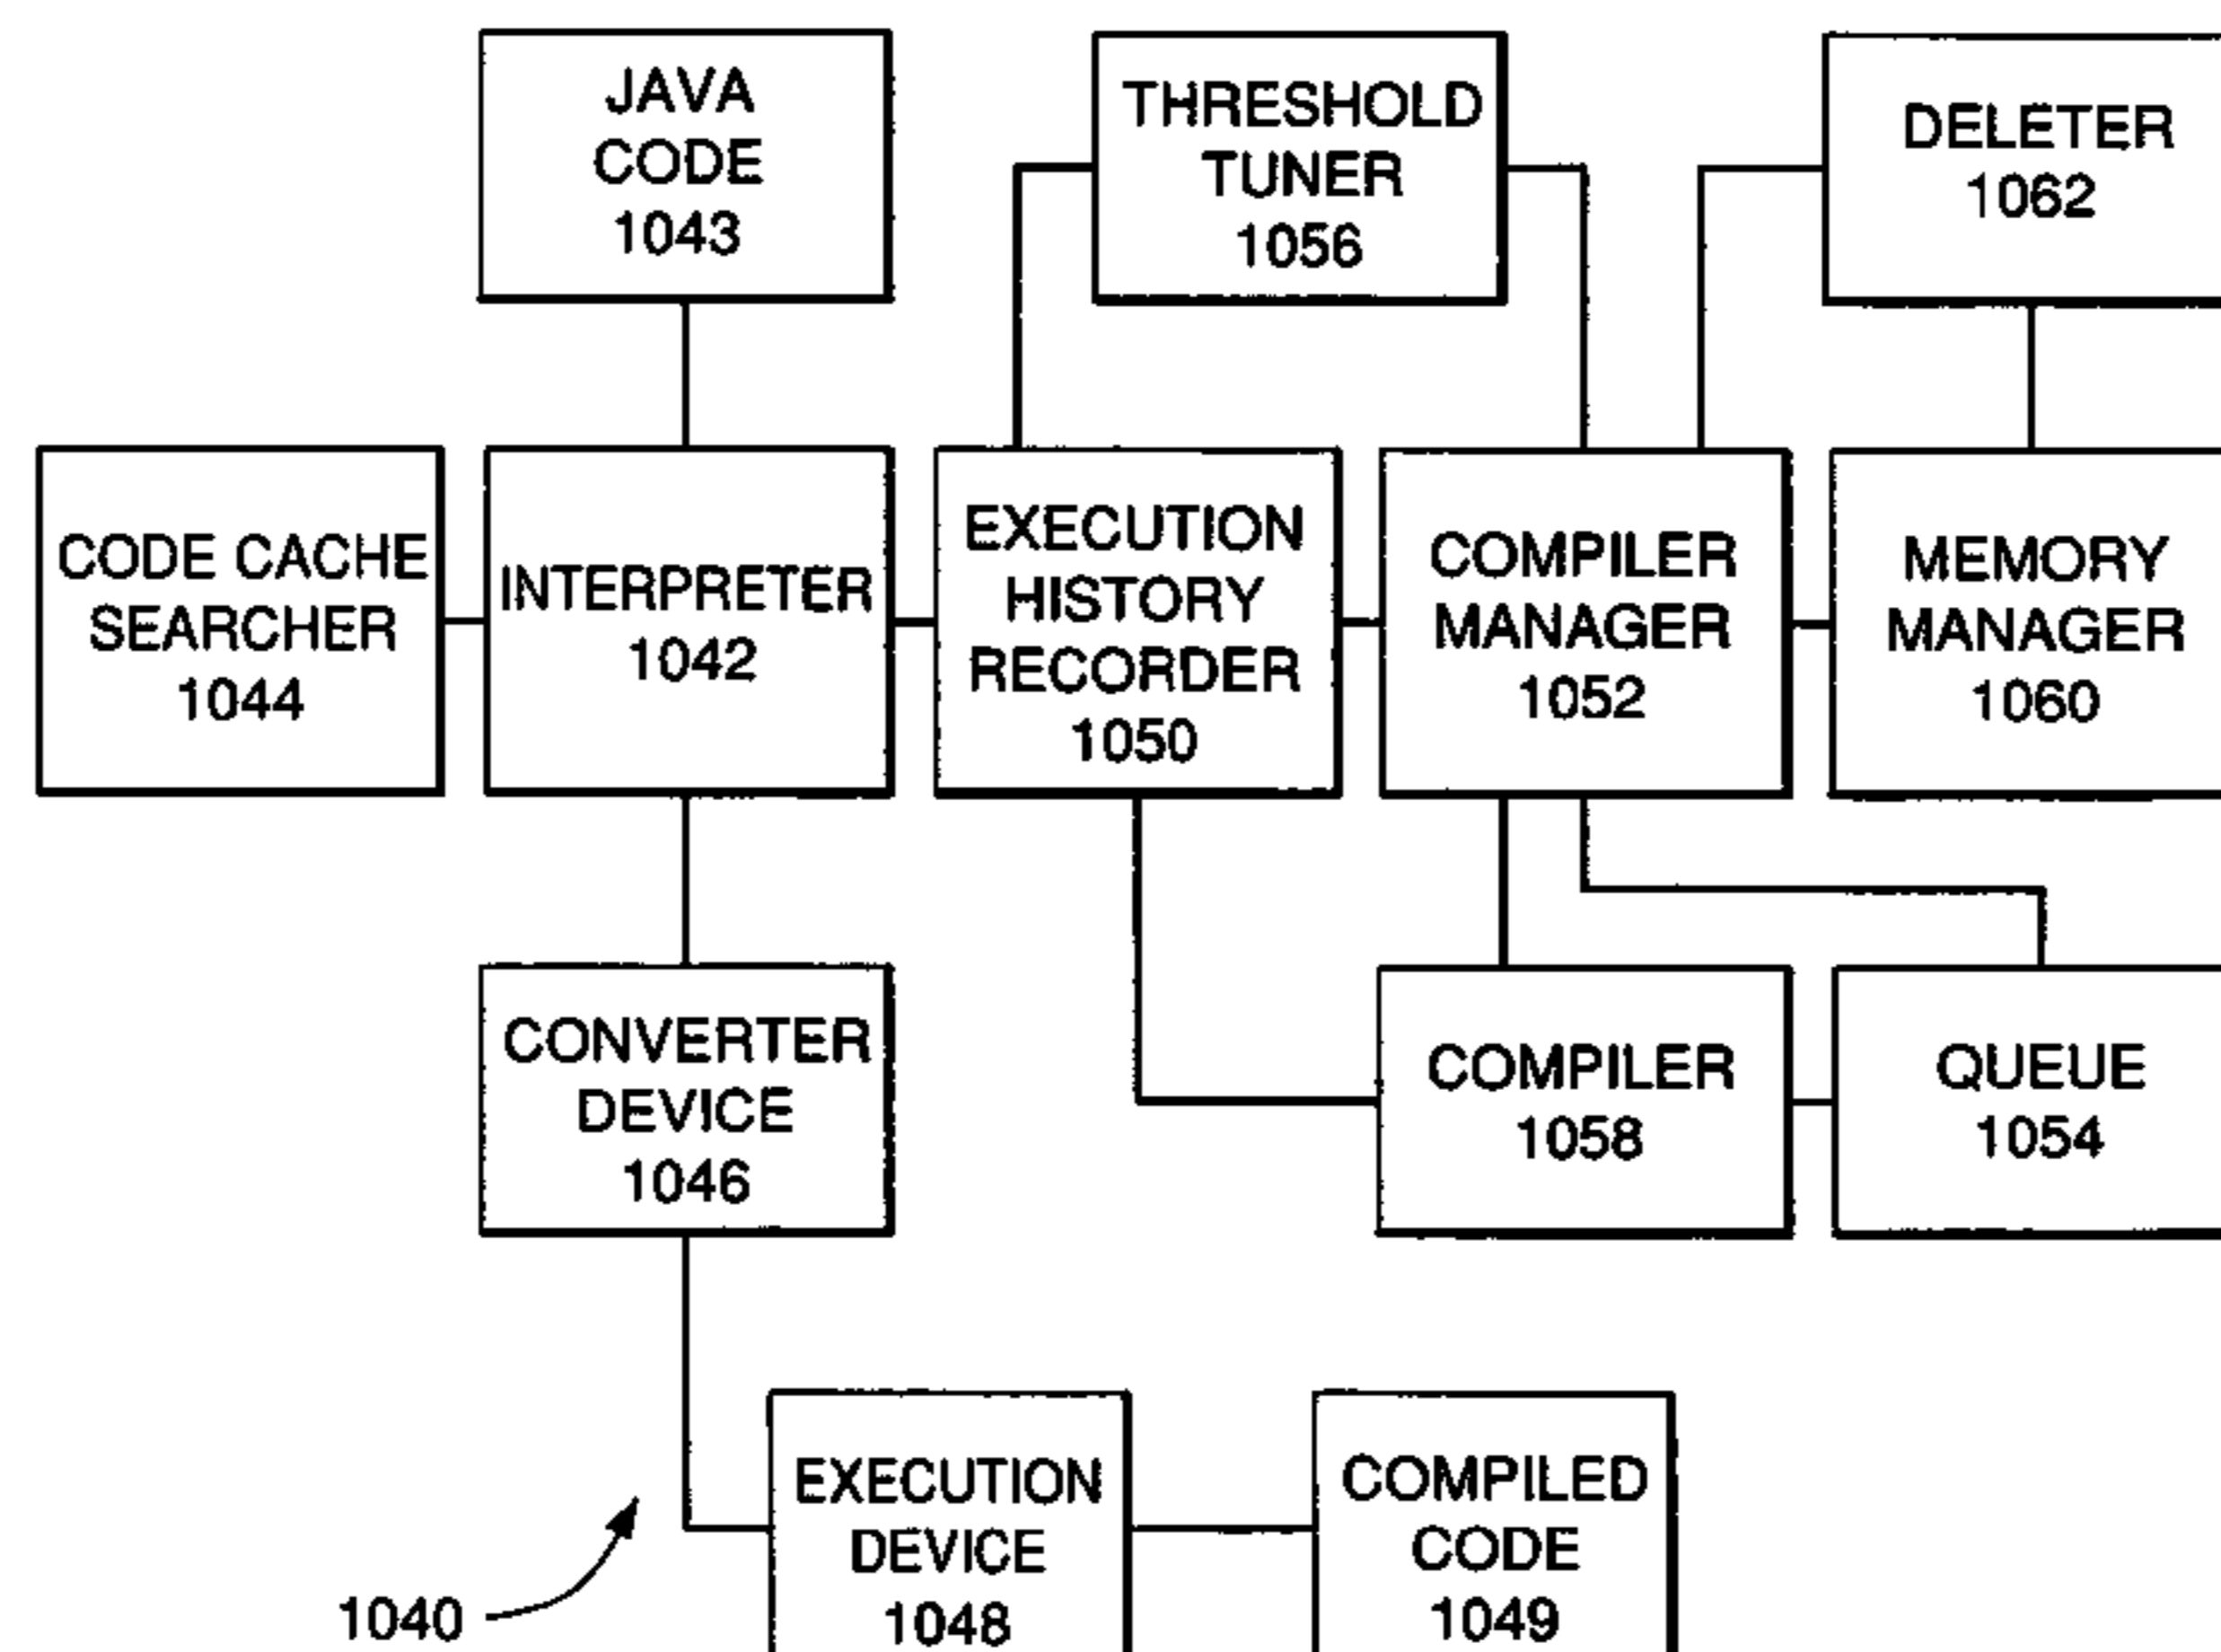 JAVA
CODE
1043
THRESHOLD
TUNER
1056
DELETER
1062
CODE CACHE
SEARCHER
1044
INTERPRETER
1042
EXECUTION
HISTORY
RECORDER
1050
COMPILER
MANAGER
1052
MEMORY
MANAGER
1060
CONVERTER
DEVICE
1046
COMPILER
1058
QUEUE
1054
EXECUTION
DEVICE
1048
COMPILED
CODE
1049
1040